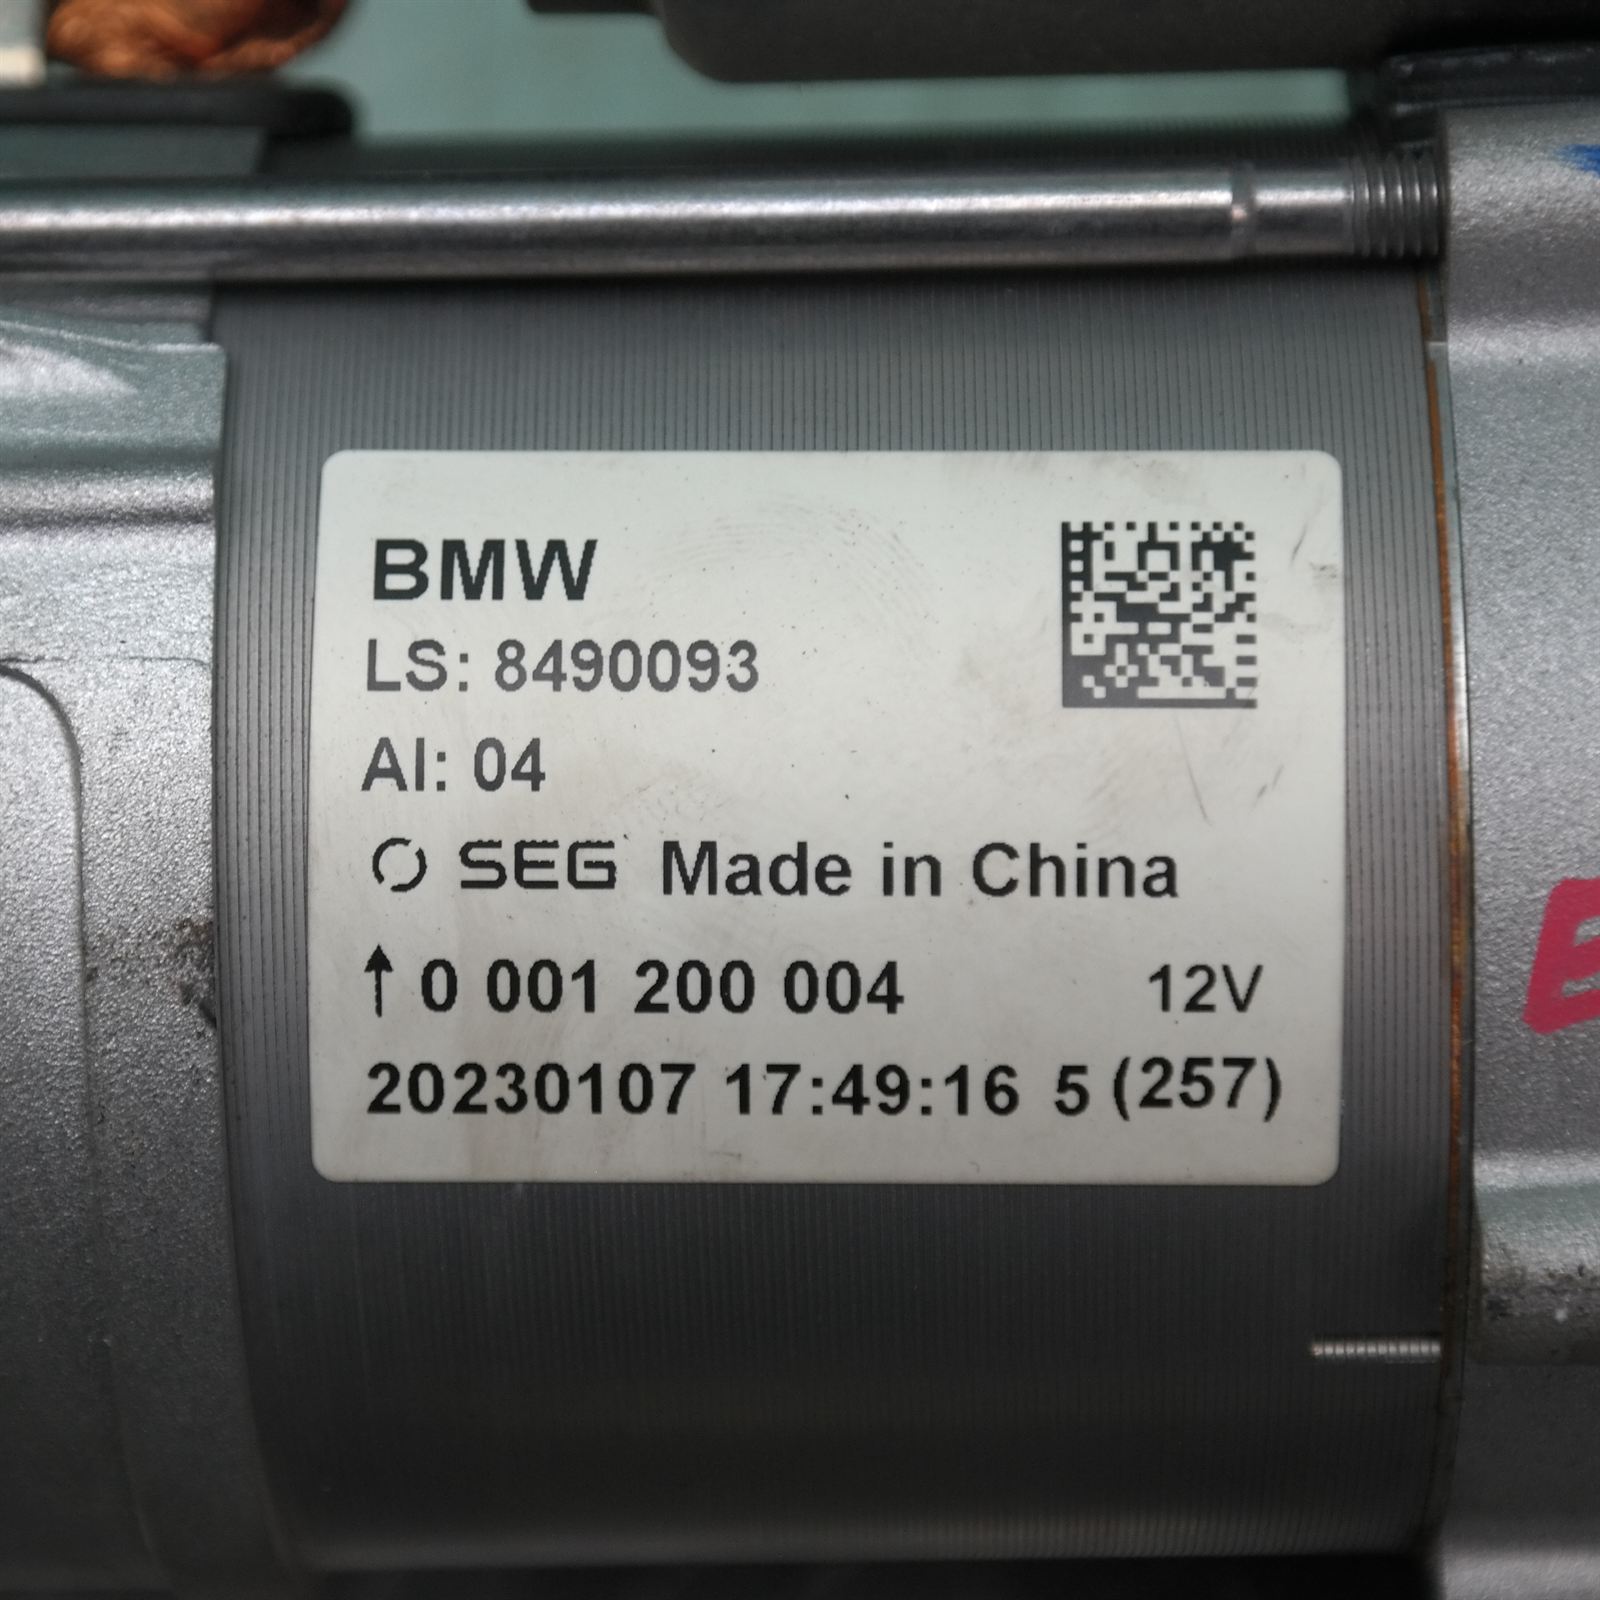 BMW
LS: 8490093
AI: 04
SEG Made in China
↑ 0 001 200 004 12V
20230107 17:49:16 5 (257)